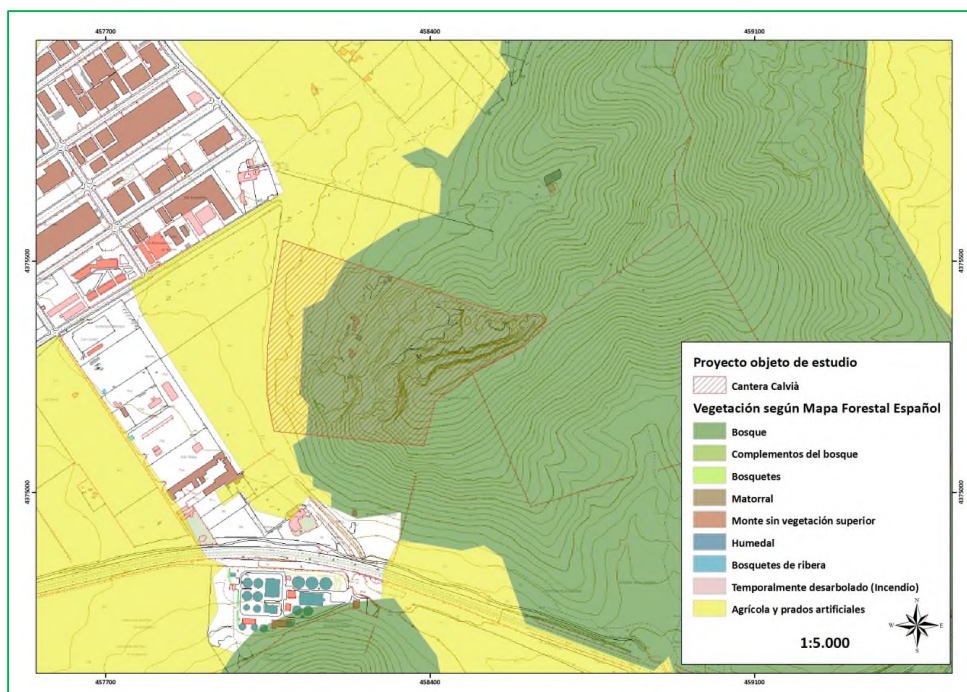 457700
458400
459100
4375500
4375500
4375000
4375000
Proyecto objeto de estudio
Cantera Calvià
Vegetación según Mapa Forestal Español
Bosque
Complementos del bosque
Bosquetes
Matorral
Monte sin vegetación superior
Humedal
Bosquetes de ribera
Temporalmente desarbolado (Incendio)
Agrícola y prados artificiales
N
W
E
S
1:5.000
457700
458400
459100